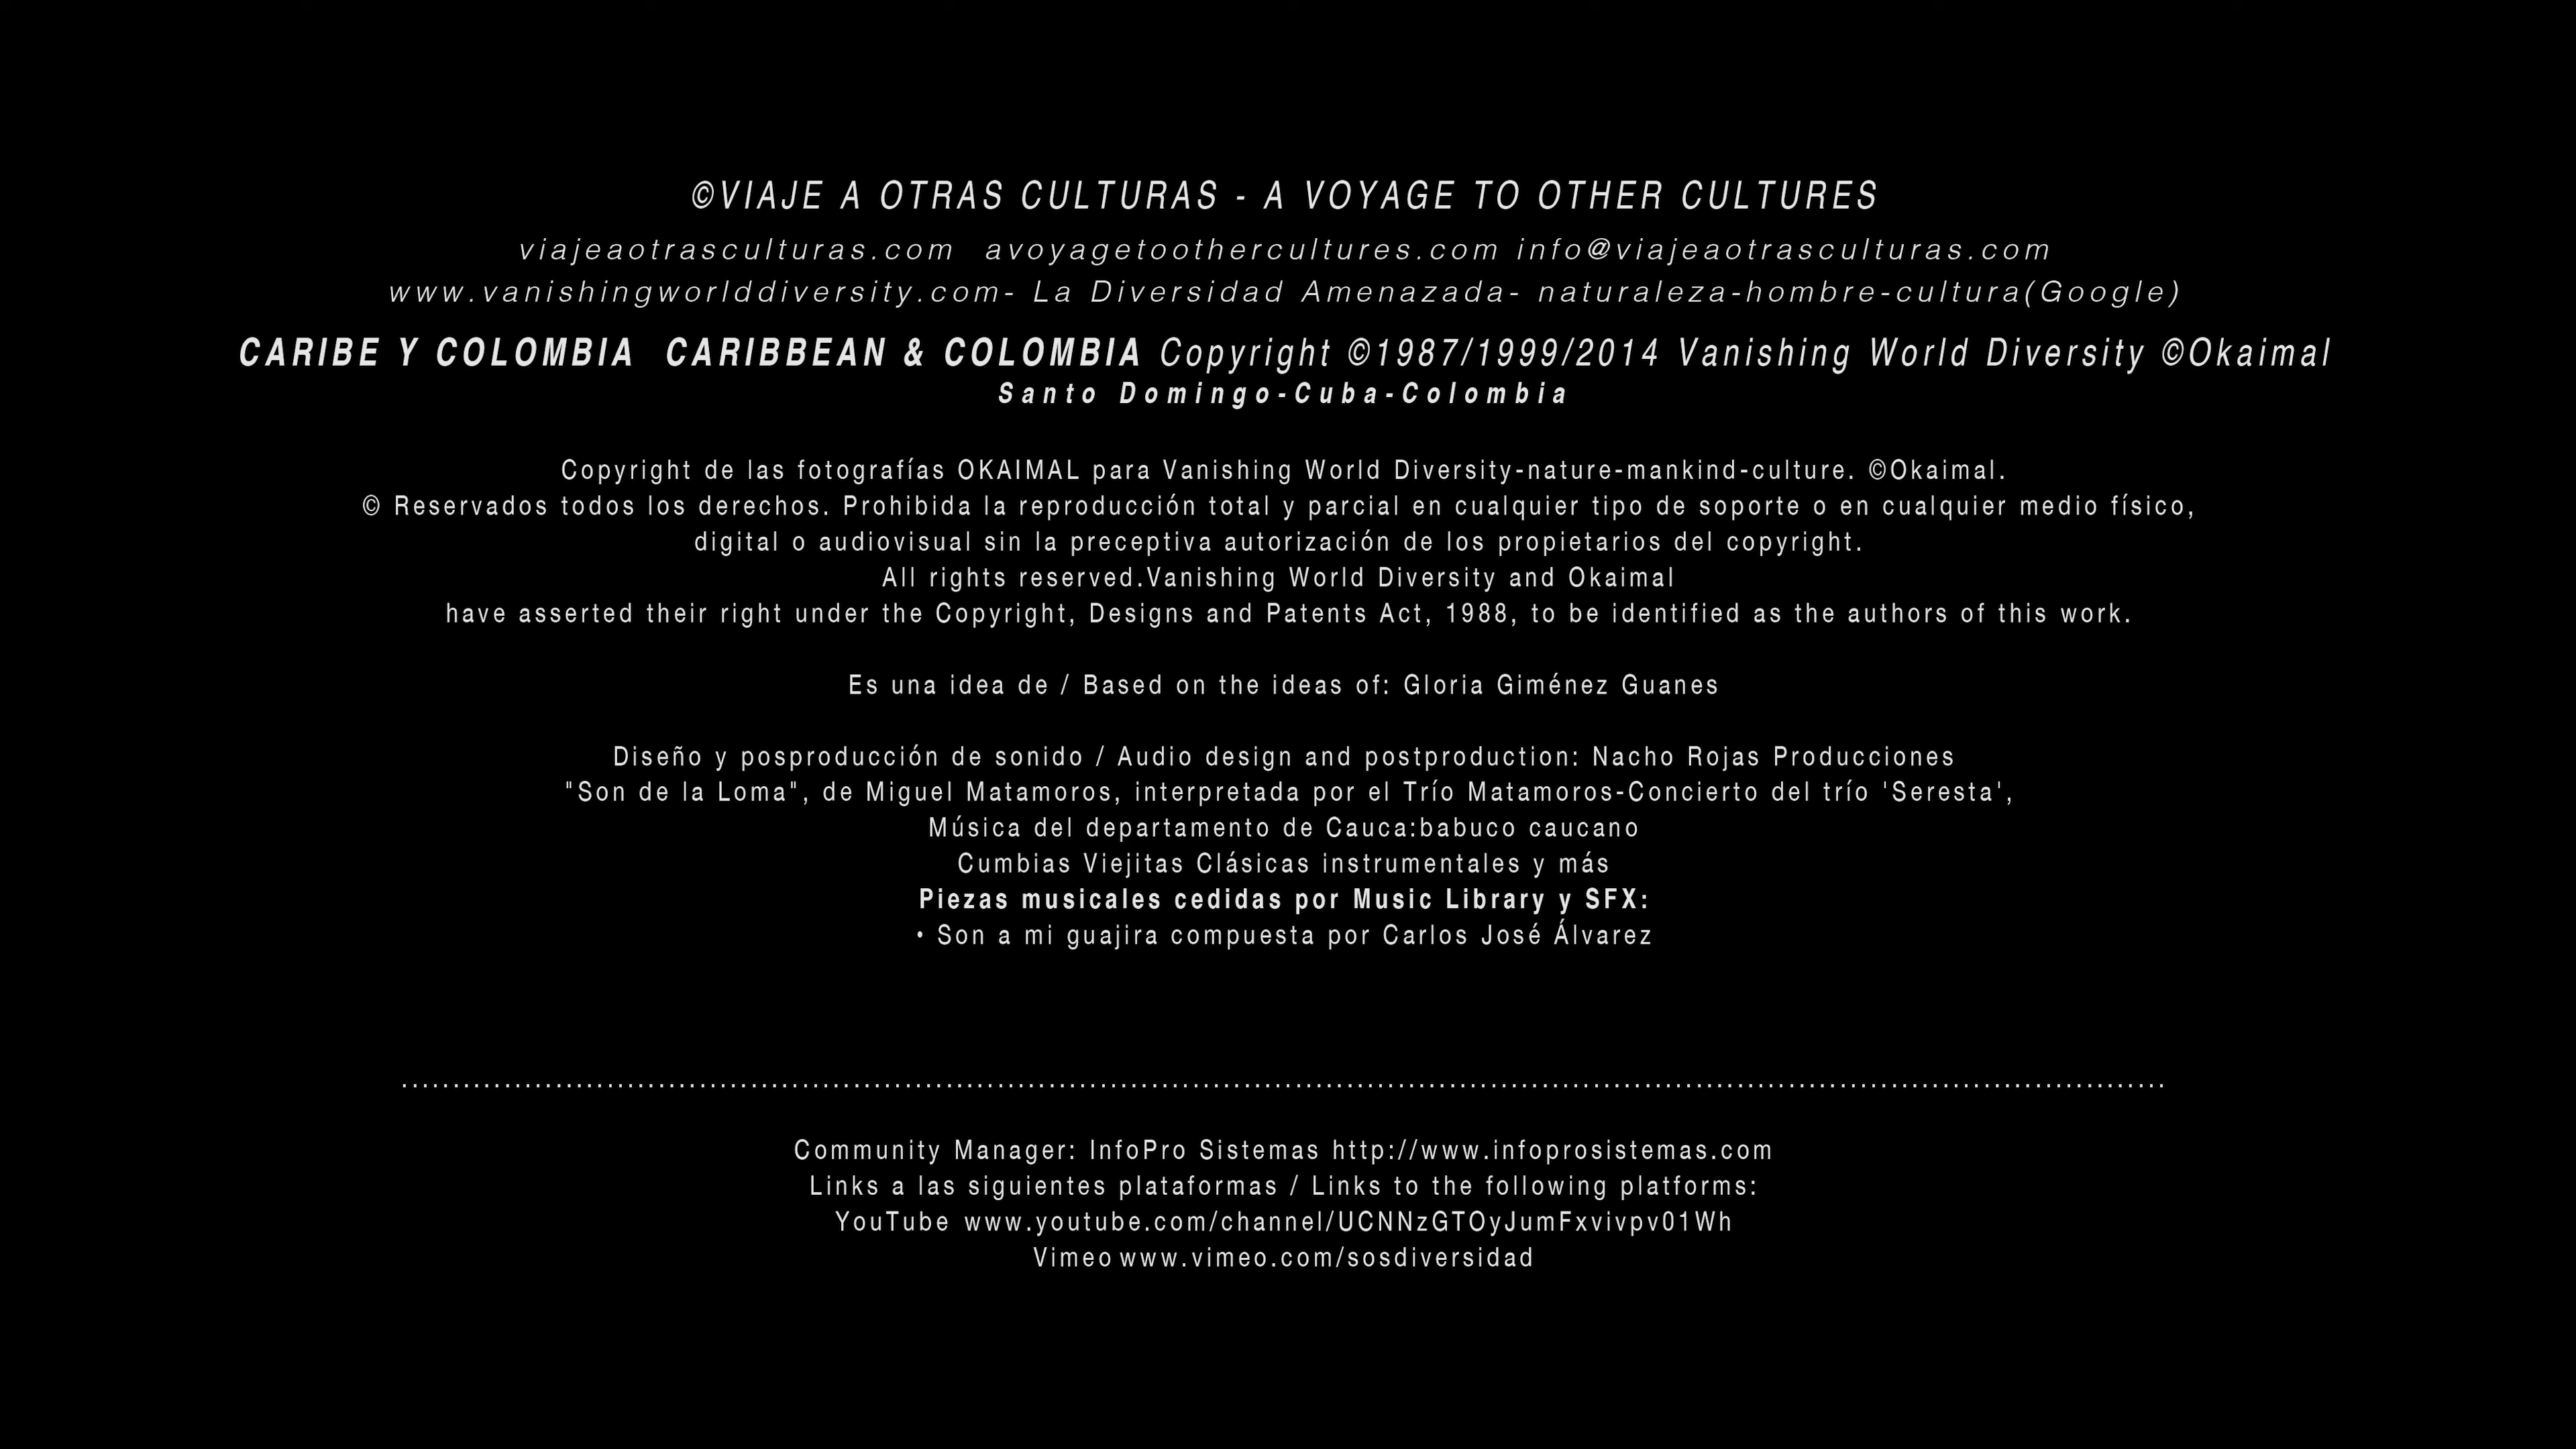 ©VIAJE A OTRAS CULTURAS - A VOYAGE TO OTHER CULTURES
viajeaotrasculturas.com avoyagetoothercultures.com info@viajeaotrasculturas.com
www.vanishingworlddiversity.com- La Diversidad Amenazada- naturaleza-hombre-cultura(Google)
CARIBE Y COLOMBIA CARIBBEAN & COLOMBIA Copyright ©1987/1999/2014 Vanishing World Diversity ©Okaimal
Santo Domingo-Cuba-Colombia
Copyright de las fotografías OKAIMAL para Vanishing World Diversity-nature-mankind-culture. ©Okaimal.
© Reservados todos los derechos. Prohibida la reproducción total y parcial en cualquier tipo de soporte o en cualquier medio físico,
digital o audiovisual sin la preceptiva autorización de los propietarios del copyright.
All rights reserved.Vanishing World Diversity and Okaimal
have asserted their right under the Copyright, Designs and Patents Act, 1988, to be identified as the authors of this work.
Es una idea de / Based on the ideas of: Gloria Giménez Guanes
Diseño y posproducción de sonido / Audio design and postproduction: Nacho Rojas Producciones
"Son de la Loma", de Miguel Matamoros, interpretada por el Trío Matamoros-Concierto del trío 'Seresta',
Música del departamento de Cauca:babuco caucano
Cumbias Viejitas Clásicas instrumentales y más
Piezas musicales cedidas por Music Library y SFX:
• Son a mi guajira compuesta por Carlos José Álvarez
Community Manager: InfoPro Sistemas http://www.infoprosistemas.com
Links a las siguientes plataformas / Links to the following platforms:
YouTube www.youtube.com/channel/UCNNzGTOyJumFxvivpv01Wh
Vimeo www.vimeo.com/sosdiversidad